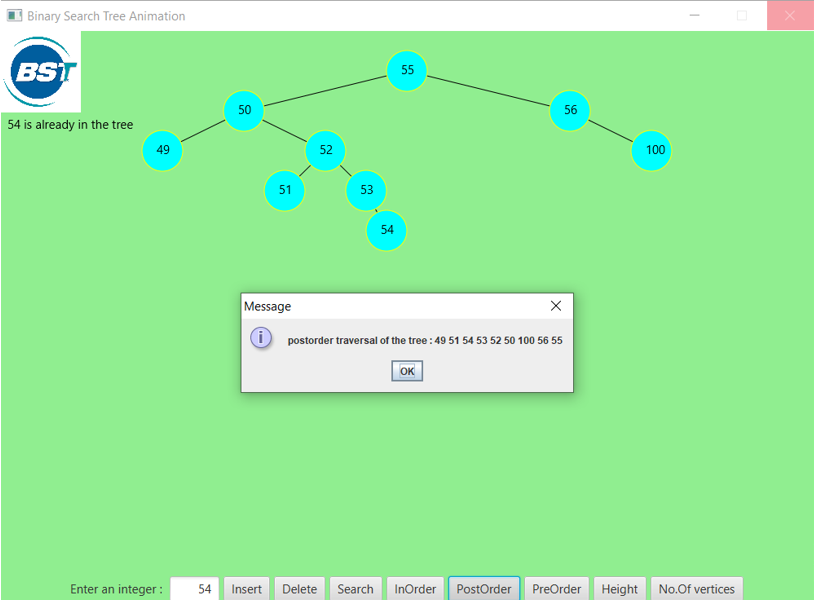 Binary Search Tree Animation
BST
54 is already in the tree
55
50
56
49
52
100
51
53
54
Message
i
postorder traversal of the tree : 49 51 54 53 52 50 100 56 55
OK
Enter an integer : 54 Insert Delete Search InOrder PostOrder PreOrder Height No.Of vertices